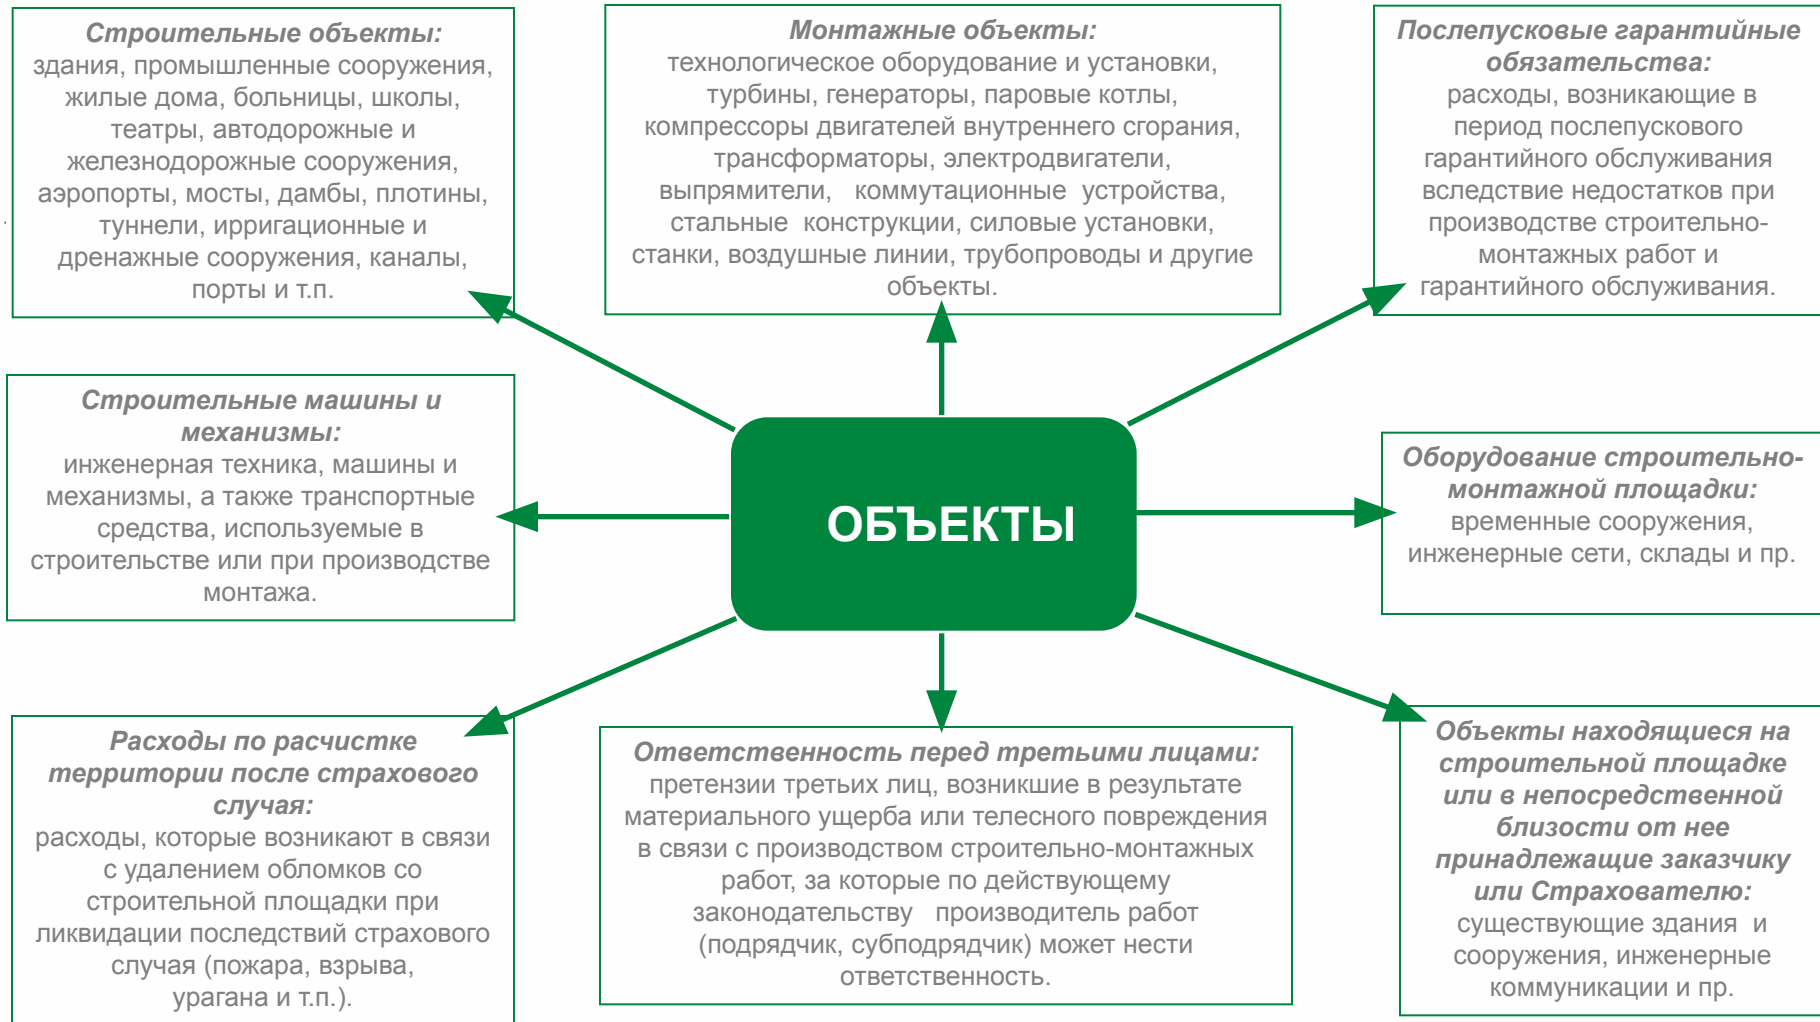 Строительные объекты:
здания, промышленные сооружения,
жилые дома, больницы, школы,
театры, автодорожные и
железнодорожные сооружения,
аэропорты, мосты, дамбы, плотины,
туннели, ирригационные и
дренажные сооружения, каналы,
порты и т.п.
Монтажные объекты:
технологическое оборудование и установки,
турбины, генераторы, паровые котлы,
компрессоры двигателей внутреннего сгорания,
трансформаторы, электродвигатели,
выпрямители, коммутационные устройства,
стальные конструкции, силовые установки,
станки, воздушные линии, трубопроводы и другие
объекты.
Послепусковые гарантийные
обязательства:
расходы, возникающие в
период послепускового
гарантийного обслуживания
вследствие недостатков при
производстве строительно-
монтажных работ и
гарантийного обслуживания.
Строительные машины и
механизмы:
инженерная техника, машины и
механизмы, а также транспортные
средства, используемые в
строительстве или при производстве
монтажа.
ОБЪЕКТЫ
Оборудование строительно-
монтажной площадки:
временные сооружения,
инженерные сети, склады и пр.
Расходы по расчистке
территории после страхового
случая:
расходы, которые возникают в связи
с удалением обломков со
строительной площадки при
ликвидации последствий страхового
случая (пожара, взрыва,
урагана и т.п.).
Ответственность перед третьими лицами:
претензии третьих лиц, возникшие в результате
материального ущерба или телесного повреждения
в связи с производством строительно-монтажных
работ, за которые по действующему
законодательству производитель работ
(подрядчик, субподрядчик) может нести
ответственность.
Объекты находящиеся на
строительной площадке
или в непосредственной
близости от нее
принадлежащие заказчику
или Страхователю:
существующие здания и
сооружения, инженерные
коммуникации и пр.